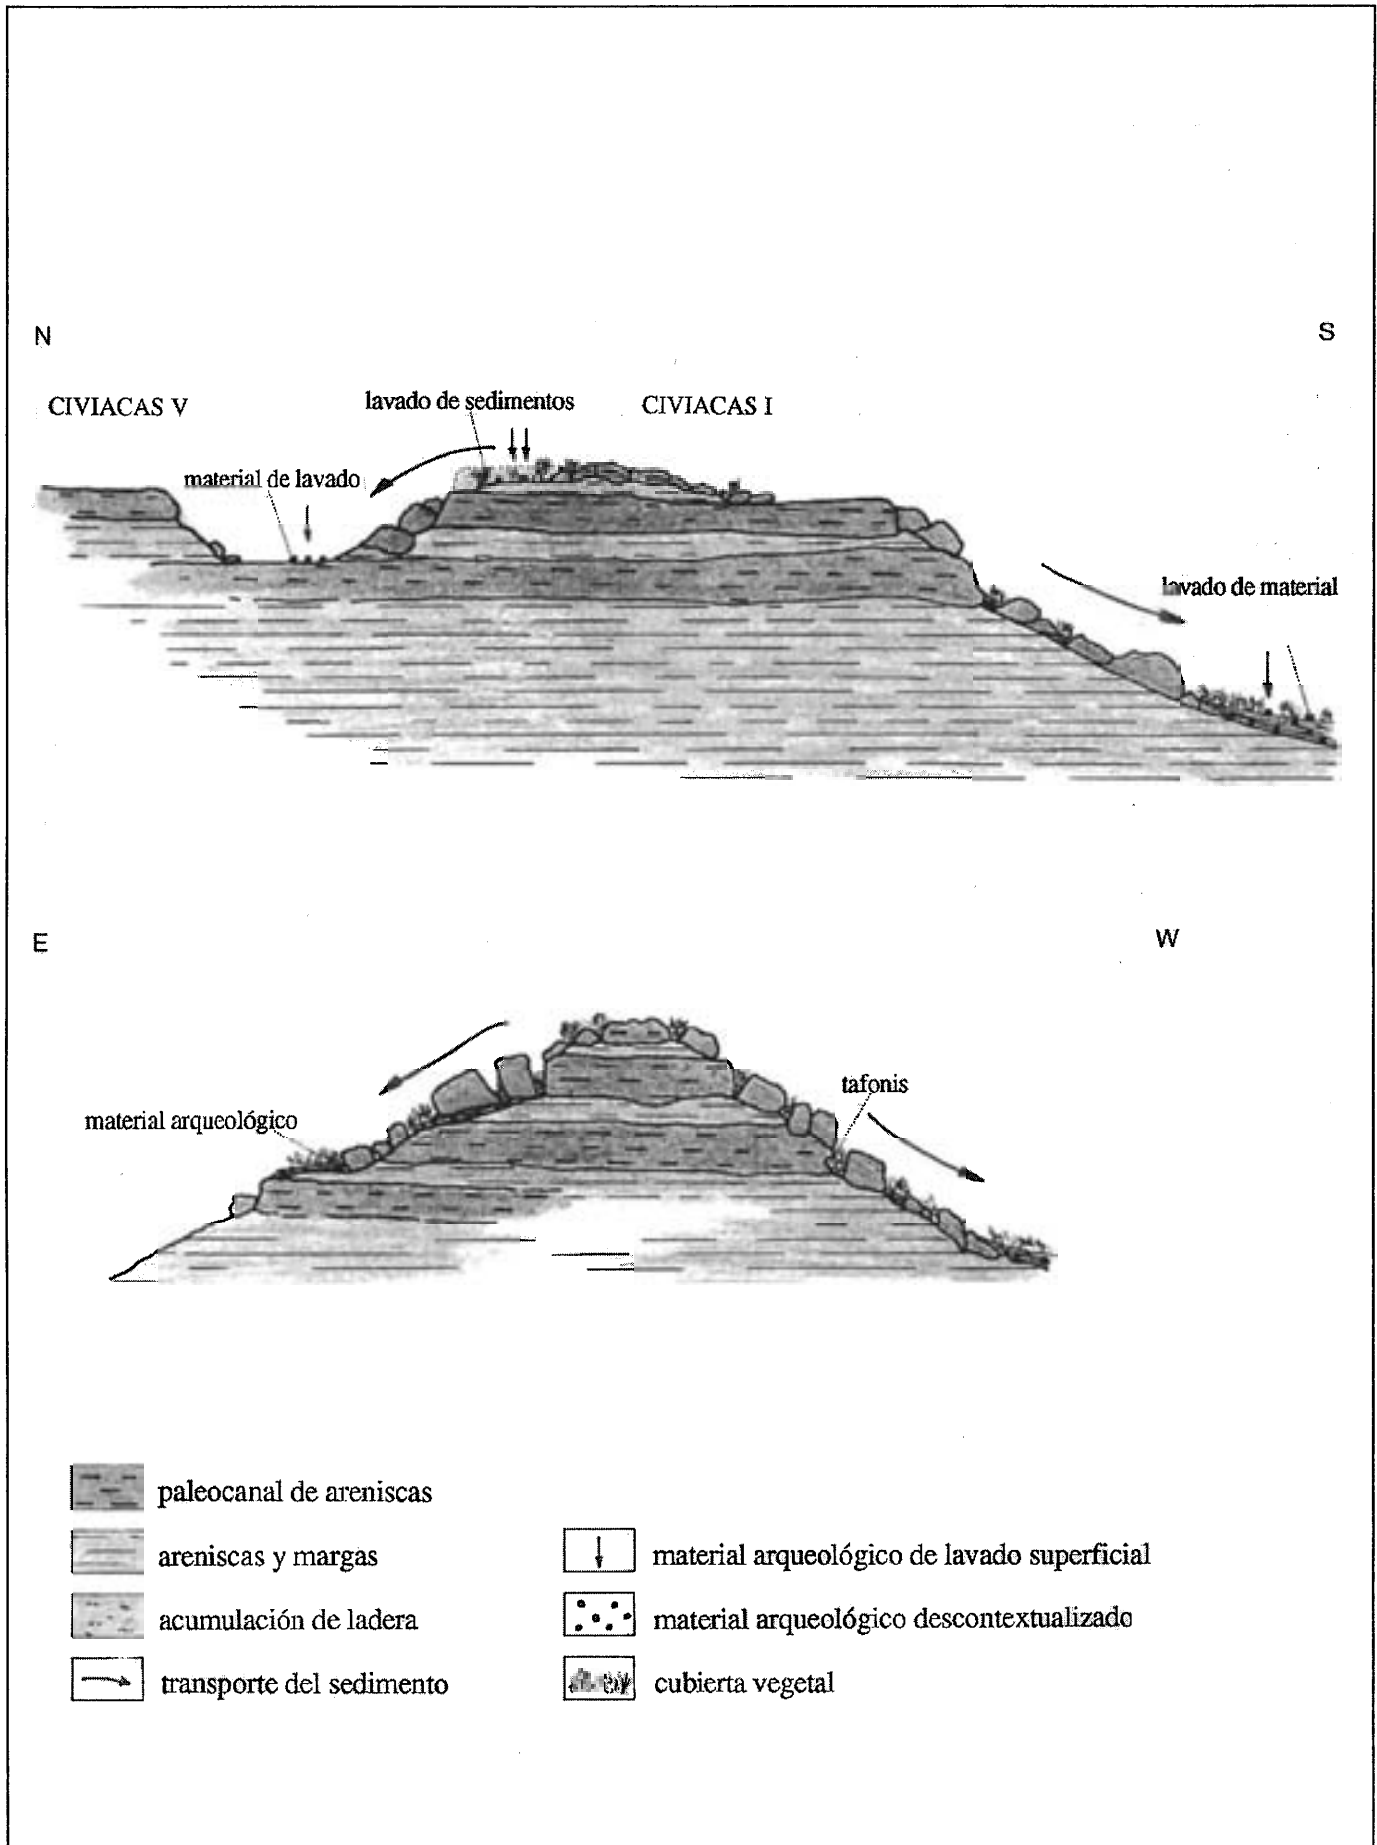 N
S
CIVIACAS V
lavado de sedimentos
CIVIACAS I
material de lavado
lavado de material
E
W
material arqueológico
tafonis
paleocanal de areniscas
areniscas y margas
acumulación de ladera
transporte del sedimento
material arqueológico de lavado superficial
material arqueológico descontextualizado
cubierta vegetal